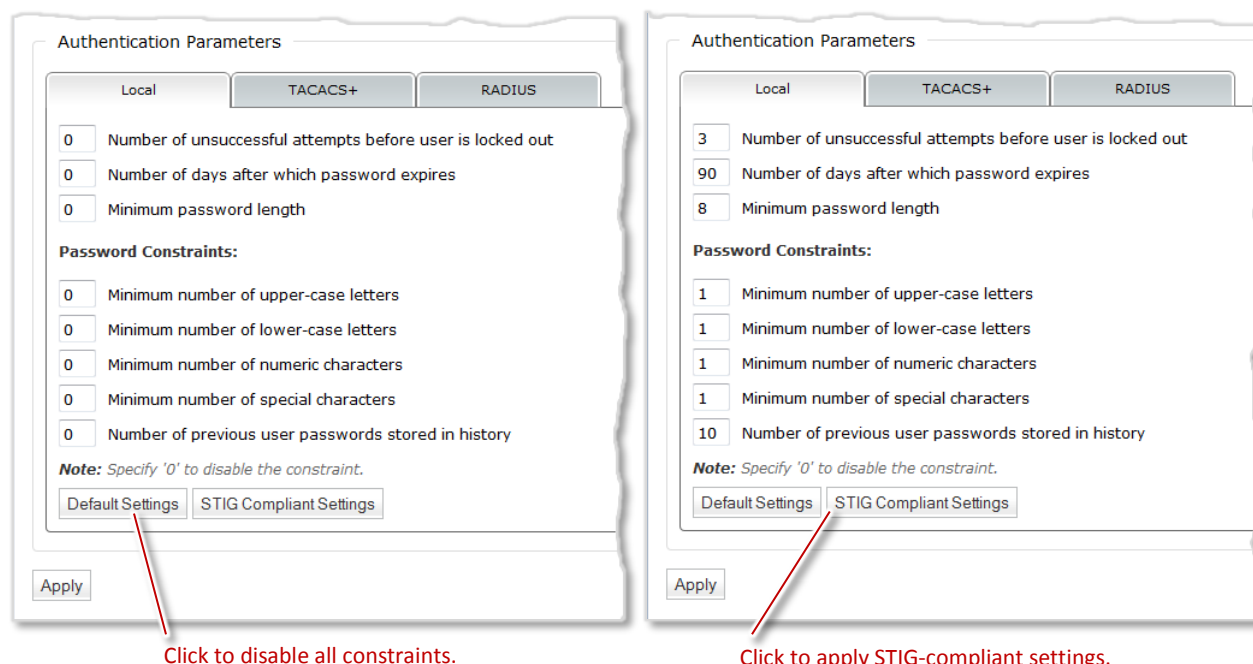 Authentication Parameters
Local TACACS+ RADIUS
0 Number of unsuccessful attempts before user is locked out
0 Number of days after which password expires
0 Minimum password length
Password Constraints:
0 Minimum number of upper-case letters
0 Minimum number of lower-case letters
0 Minimum number of numeric characters
0 Minimum number of special characters
0 Number of previous user passwords stored in history
Note: Specify '0' to disable the constraint.
Default Settings STIG Compliant Settings
Apply
Click to disable all constraints.
Authentication Parameters
Local TACACS+ RADIUS
3 Number of unsuccessful attempts before user is locked out
90 Number of days after which password expires
8 Minimum password length
Password Constraints:
1 Minimum number of upper-case letters
1 Minimum number of lower-case letters
1 Minimum number of numeric characters
1 Minimum number of special characters
10 Number of previous user passwords stored in history
Note: Specify '0' to disable the constraint.
Default Settings STIG Compliant Settings
Apply
Click to apply STIG-compliant settings.